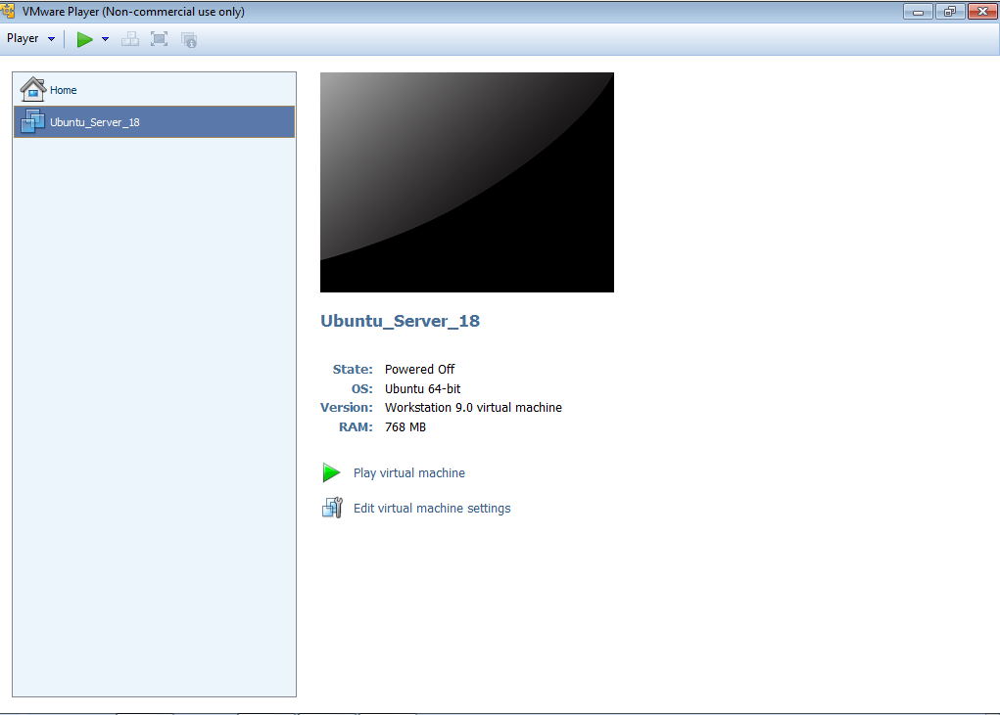 VMware Player (Non-commercial use only)
Player
Home
Ubuntu_Server_18
Ubuntu_Server_18
State: Powered Off
OS: Ubuntu 64-bit
Version: Workstation 9.0 virtual machine
RAM: 768 MB
Play virtual machine
Edit virtual machine settings